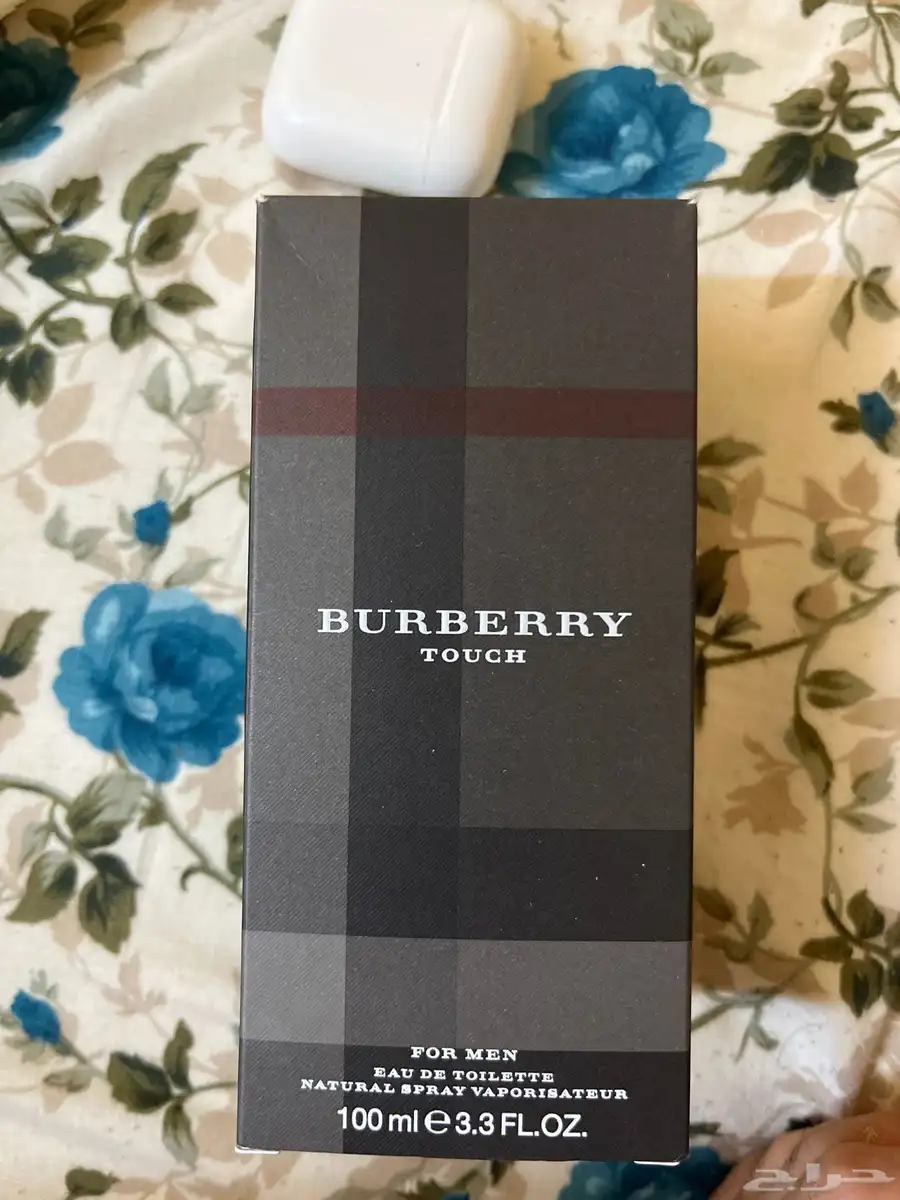 BURBERRY
TOUCH
FOR MEN
EAU DE TOILETTE
NATURAL SPRAY VAPORISATEUR
100 ml e 3.3 FL.OZ.
حراج